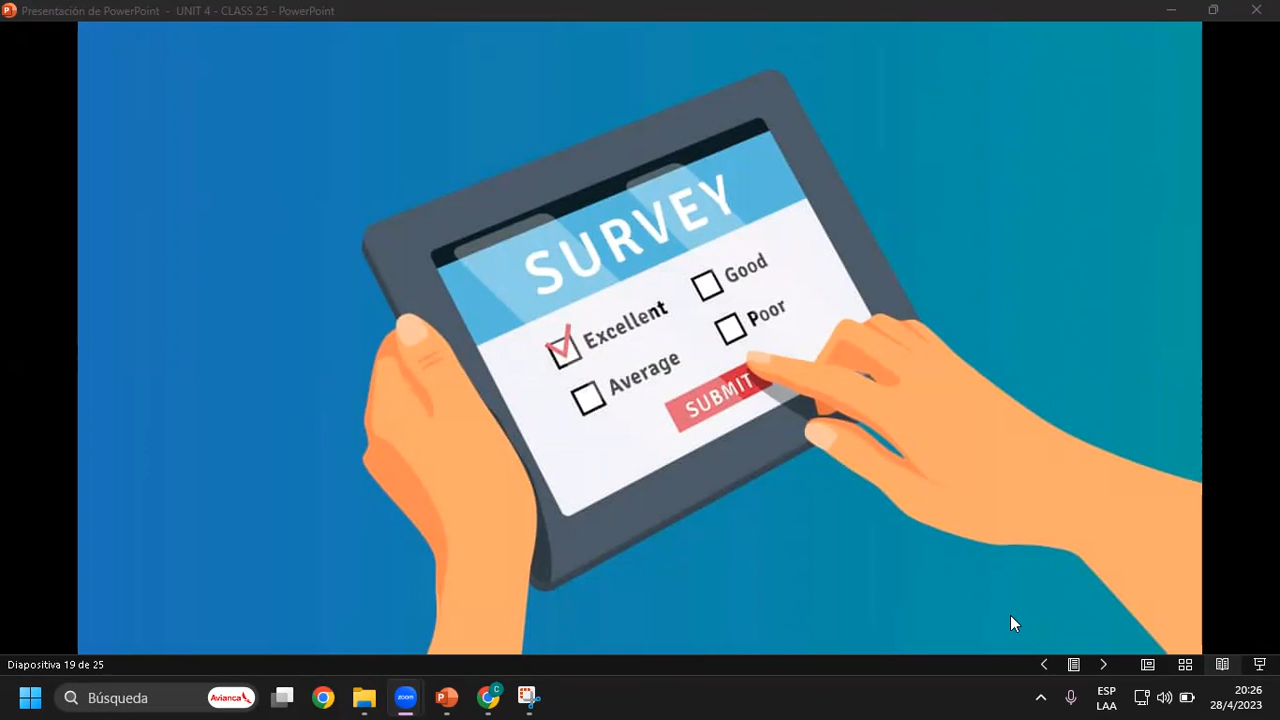 Presentación de PowerPoint - UNIT 4 - CLASS 25 - PowerPoint
SURVEY
Excellent
Good
Average
Poor
SUBMIT
Diapositiva 19 de 25
Búsqueda
Avianca
C
ESP
LAA
20:26
28/4/2023